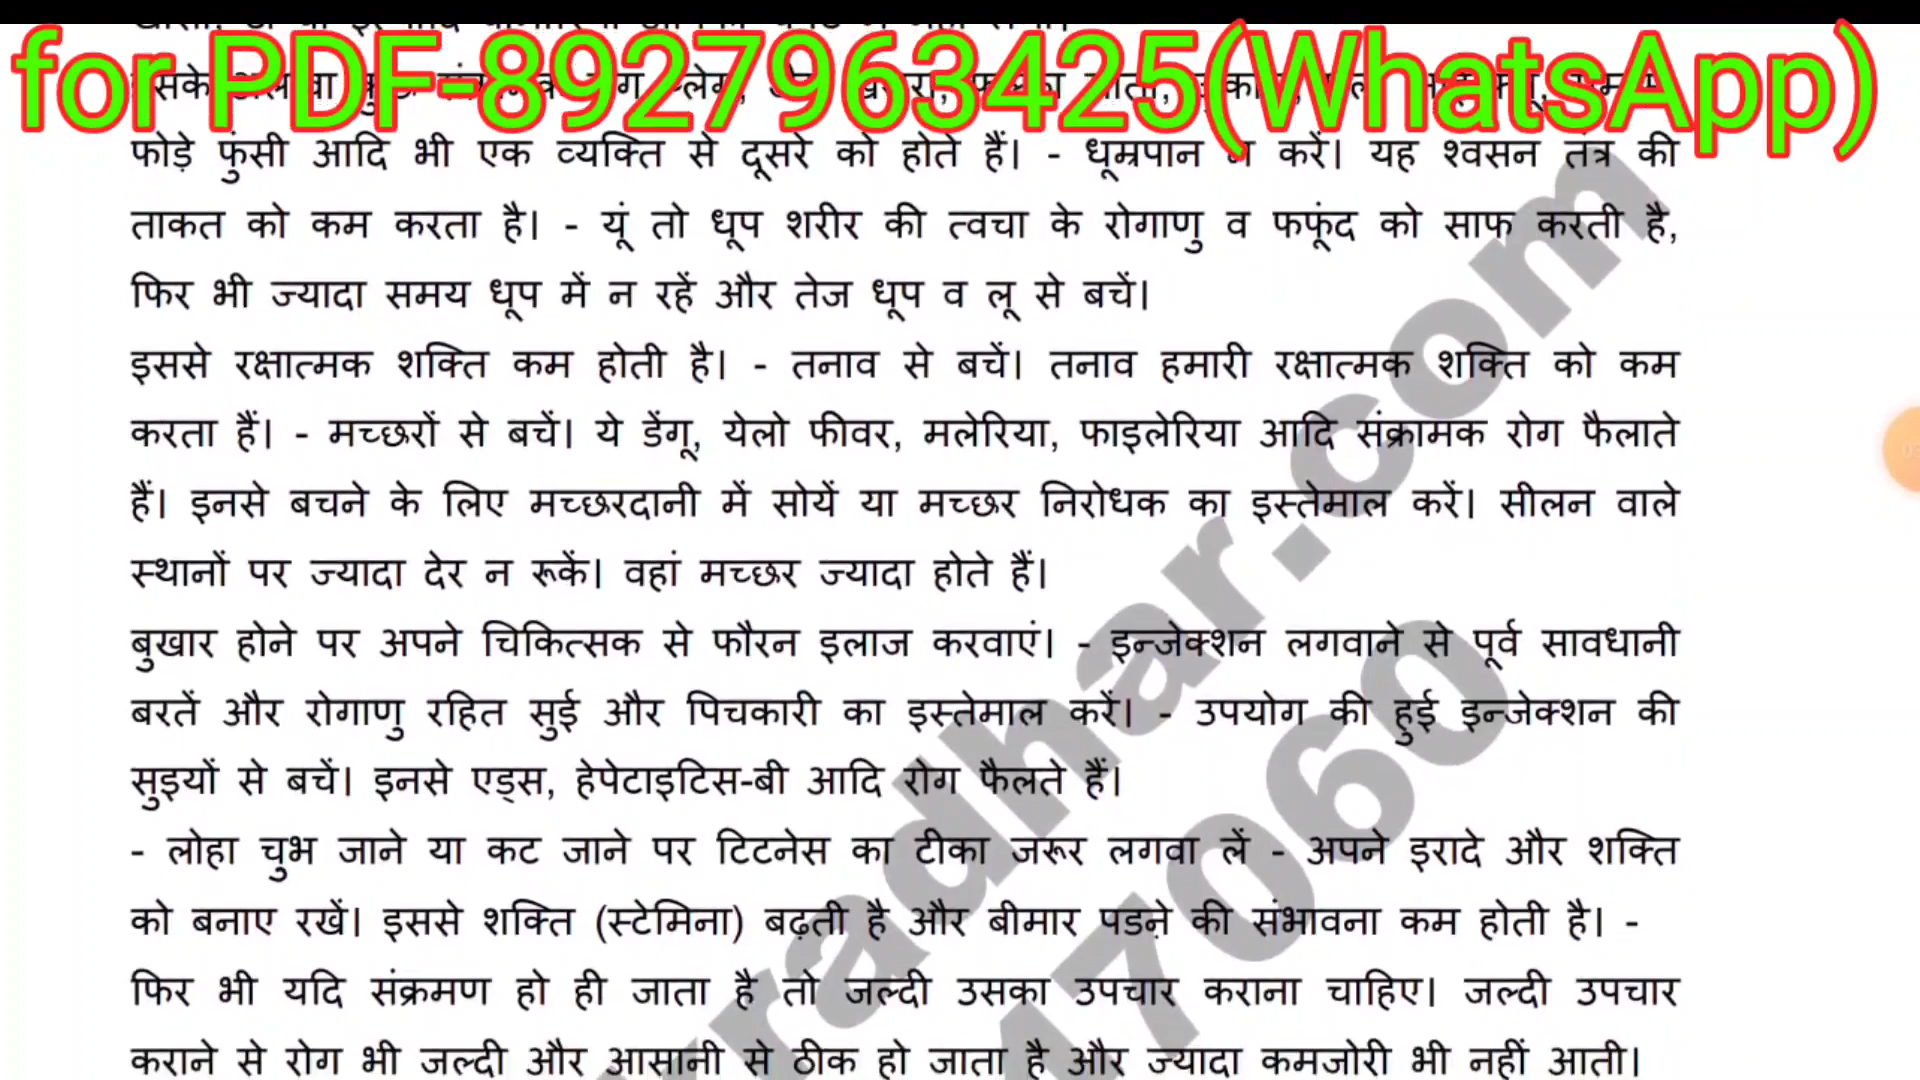 for PDF-8927963425(WhatsApp)
फोड़े फुंसी आदि भी एक व्यक्ति से दूसरे को होते हैं। - धूम्रपान न करें। यह श्वसन तंत्र की
ताकत को कम करता है। - यूं तो धूप शरीर की त्वचा के रोगाणु व फफूंद को साफ करती है,
फिर भी ज्यादा समय धूप में न रहें और तेज धूप व लू से बचें।
इससे रक्षात्मक शक्ति कम होती है। - तनाव से बचें। तनाव हमारी रक्षात्मक शक्ति को कम
करता हैं। - मच्छरों से बचें। ये डेंगू, येलो फीवर, मलेरिया, फाइलेरिया आदि संक्रामक रोग फैलाते
हैं। इनसे बचने के लिए मच्छरदानी में सोयें या मच्छर निरोधक का इस्तेमाल करें। सीलन वाले
स्थानों पर ज्यादा देर न रूकें। वहां मच्छर ज्यादा होते हैं।
बुखार होने पर अपने चिकित्सक से फौरन इलाज करवाएं। - इन्जेक्शन लगवाने से पूर्व सावधानी
बरतें और रोगाणु रहित सुई और पिचकारी का इस्तेमाल करें। - उपयोग की हुई इन्जेक्शन की
सुइयों से बचें। इनसे एड्स, हेपेटाइटिस-बी आदि रोग फैलते हैं।
- लोहा चुभ जाने या कट जाने पर टिटनेस का टीका जरूर लगवा लें - अपने इरादे और शक्ति
को बनाए रखें। इससे शक्ति (स्टेमिना) बढ़ती है और बीमार पडऩे की संभावना कम होती है। -
फिर भी यदि संक्रमण हो ही जाता है तो जल्दी उसका उपचार कराना चाहिए। जल्दी उपचार
कराने से रोग भी जल्दी और आसानी से ठीक हो जाता है और ज्यादा कमजोरी भी नहीं आती।
radhar.com
47060